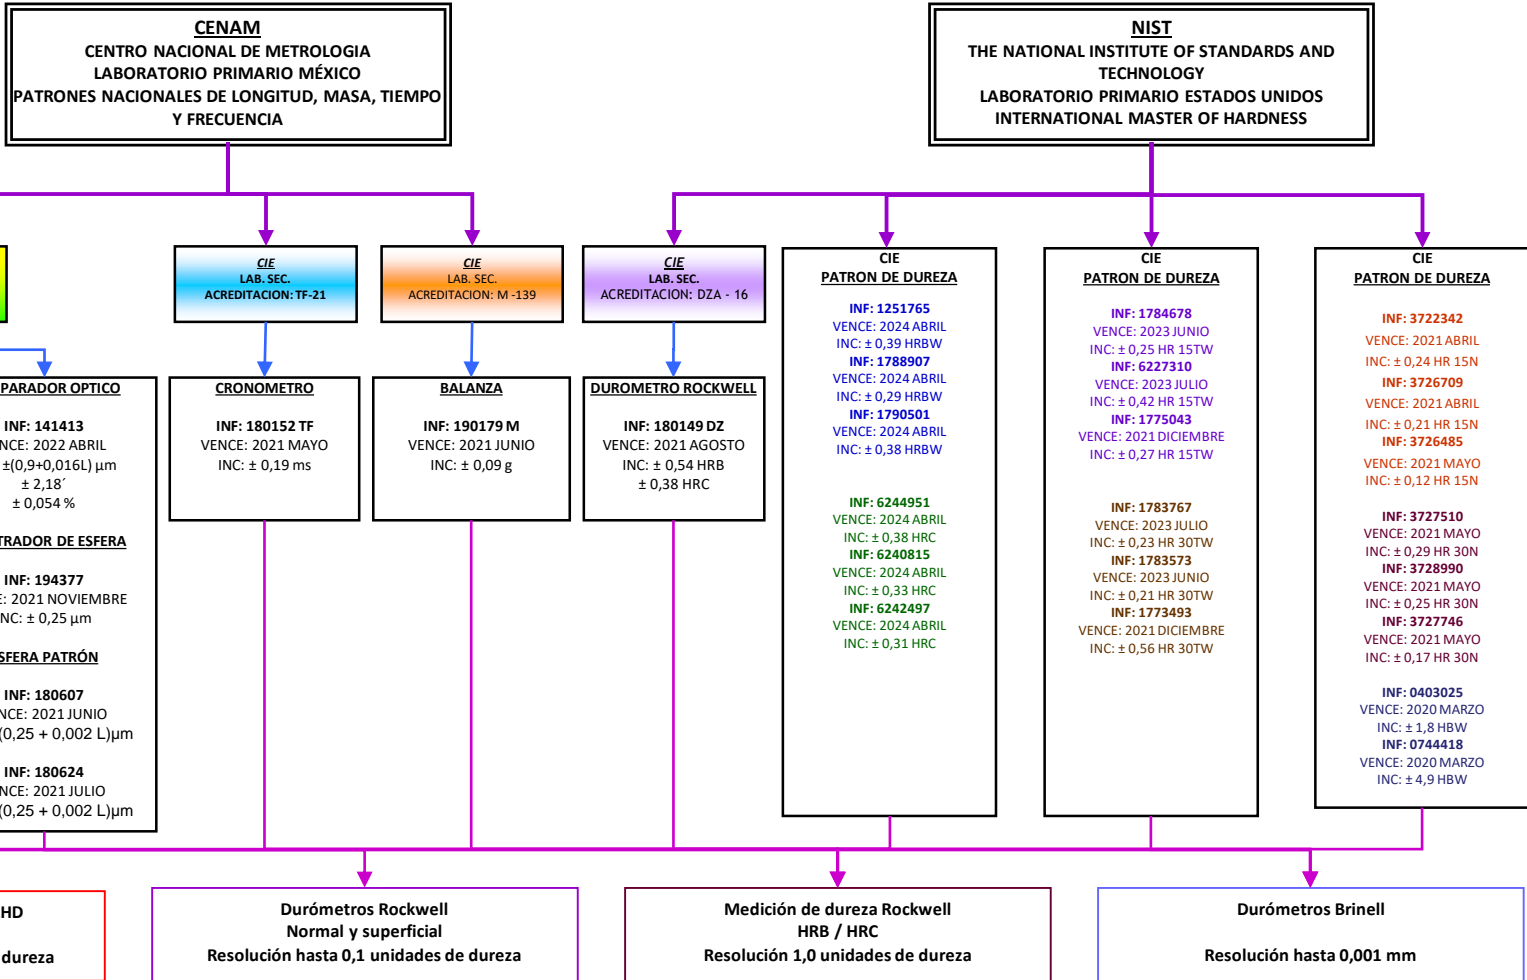 CENAM
CENTRO NACIONAL DE METROLOGIA
LABORATORIO PRIMARIO MÉXICO
PATRONES NACIONALES DE LONGITUD, MASA, TIEMPO
Y FRECUENCIA
NIST
THE NATIONAL INSTITUTE OF STANDARDS AND
TECHNOLOGY
LABORATORIO PRIMARIO ESTADOS UNIDOS
INTERNATIONAL MASTER OF HARDNESS
CIE
LAB. SEC.
ACREDITACION: TF-21
CIE
LAB. SEC.
ACREDITACION: M -139
CIE
LAB. SEC.
ACREDITACION: DZA - 16
PARADOR OPTICO
INF: 141413
NCE: 2022 ABRIL
±(0,9+0,016L) µm
± 2,18´
± 0,054 %
TRADOR DE ESFERA
INF: 194377
E: 2021 NOVIEMBRE
NC: ± 0,25 µm
SFERA PATRÓN
INF: 180607
NCE: 2021 JUNIO
(0,25 + 0,002 L)µm
INF: 180624
NCE: 2021 JULIO
(0,25 + 0,002 L)µm
CRONOMETRO
INF: 180152 TF
VENCE: 2021 MAYO
INC: ± 0,19 ms
BALANZA
INF: 190179 M
VENCE: 2021 JUNIO
INC: ± 0,09 g
DUROMETRO ROCKWELL
INF: 180149 DZ
VENCE: 2021 AGOSTO
INC: ± 0,54 HRB
± 0,38 HRC
CIE
PATRON DE DUREZA
INF: 1251765
VENCE: 2024 ABRIL
INC: ± 0,39 HRBW
INF: 1788907
VENCE: 2024 ABRIL
INC: ± 0,29 HRBW
INF: 1790501
VENCE: 2024 ABRIL
INC: ± 0,38 HRBW
INF: 6244951
VENCE: 2024 ABRIL
INC: ± 0,38 HRC
INF: 6240815
VENCE: 2024 ABRIL
INC: ± 0,33 HRC
INF: 6242497
VENCE: 2024 ABRIL
INC: ± 0,31 HRC
CIE
PATRON DE DUREZA
INF: 1784678
VENCE: 2023 JUNIO
INC: ± 0,25 HR 15TW
INF: 6227310
VENCE: 2023 JULIO
INC: ± 0,42 HR 15TW
INF: 1775043
VENCE: 2021 DICIEMBRE
INC: ± 0,27 HR 15TW
INF: 1783767
VENCE: 2023 JULIO
INC: ± 0,23 HR 30TW
INF: 1783573
VENCE: 2023 JUNIO
INC: ± 0,21 HR 30TW
INF: 1773493
VENCE: 2021 DICIEMBRE
INC: ± 0,56 HR 30TW
CIE
PATRON DE DUREZA
INF: 3722342
VENCE: 2021 ABRIL
INC: ± 0,24 HR 15N
INF: 3726709
VENCE: 2021 ABRIL
INC: ± 0,21 HR 15N
INF: 3726485
VENCE: 2021 MAYO
INC: ± 0,12 HR 15N
INF: 3727510
VENCE: 2021 MAYO
INC: ± 0,29 HR 30N
INF: 3728990
VENCE: 2021 MAYO
INC: ± 0,25 HR 30N
INF: 3727746
VENCE: 2021 MAYO
INC: ± 0,17 HR 30N
INF: 0403025
VENCE: 2020 MARZO
INC: ± 1,8 HBW
INF: 0744418
VENCE: 2020 MARZO
INC: ± 4,9 HBW
HD
dureza
Durómetros Rockwell
Normal y superficial
Resolución hasta 0,1 unidades de dureza
Medición de dureza Rockwell
HRB / HRC
Resolución 1,0 unidades de dureza
Durómetros Brinell
Resolución hasta 0,001 mm